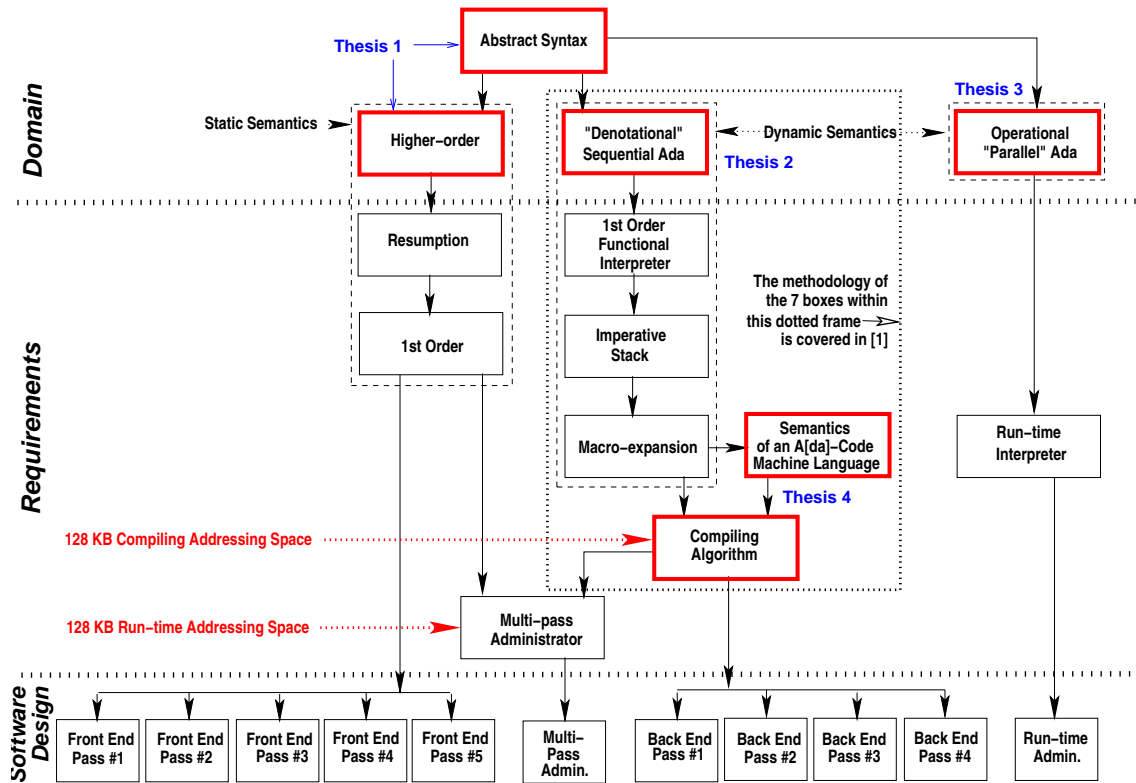 Domain
Thesis 1
Abstract Syntax
Thesis 3
Static Semantics
Higher−order
"Denotational"
Sequential Ada
Dynamic Semantics
Operational
"Parallel" Ada
Thesis 2
Requirements
Resumption
1st Order
Functional
Interpreter
The methodology of
the 7 boxes within
this dotted frame
is covered in [1]
1st Order
Imperative
Stack
Macro−expansion
Semantics
of an A[da]−Code
Machine Language
Run−time
Interpreter
Thesis 4
128 KB Compiling Addressing Space
Compiling
Algorithm
128 KB Run−time Addressing Space
Multi−pass
Administrator
Software
Design
Front End
Pass #1
Front End
Pass #2
Front End
Pass #3
Front End
Pass #4
Front End
Pass #5
Multi−
Pass
Admin.
Back End
Pass #1
Back End
Pass #2
Back End
Pass #3
Back End
Pass #4
Run−time
Admin.